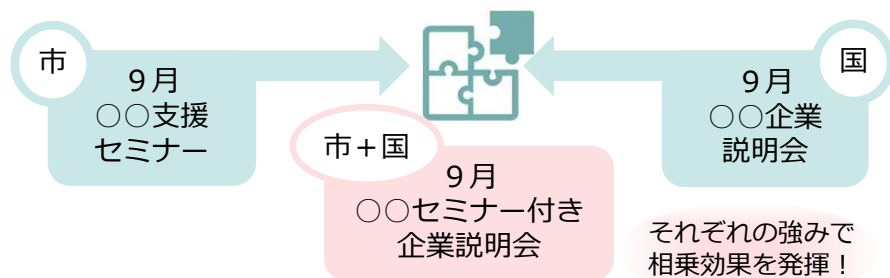 市
9月
○○支援
セミナー
国
9月
○○企業
説明会
市+国
9月
○○セミナー付き
企業説明会
それぞれの強みで
相乗効果を発揮!